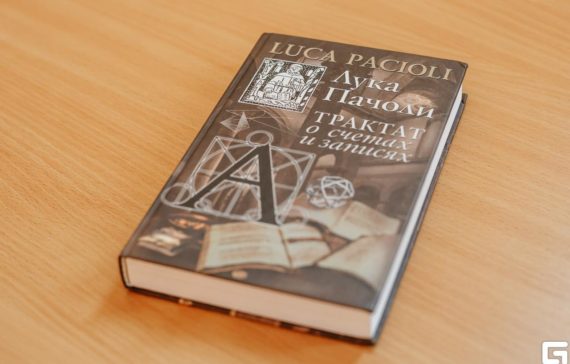 LUCA PACIOLI
Лука
Пачоли
ТРАКТАТ
о счетах
и записях
A